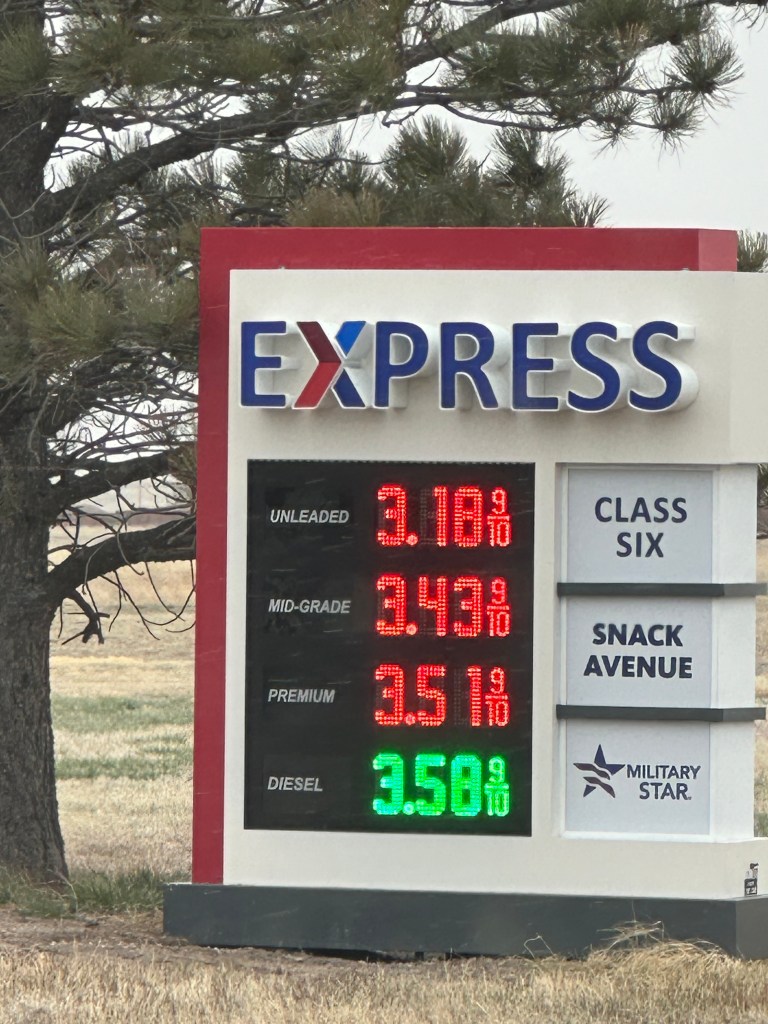 EXPRESS
UNLEADED 3.18 9/10
MID-GRADE 3.43 9/10
PREMIUM 3.51 9/10
DIESEL 3.58 9/10
CLASS
SIX
SNACK
AVENUE
MILITARY
STAR